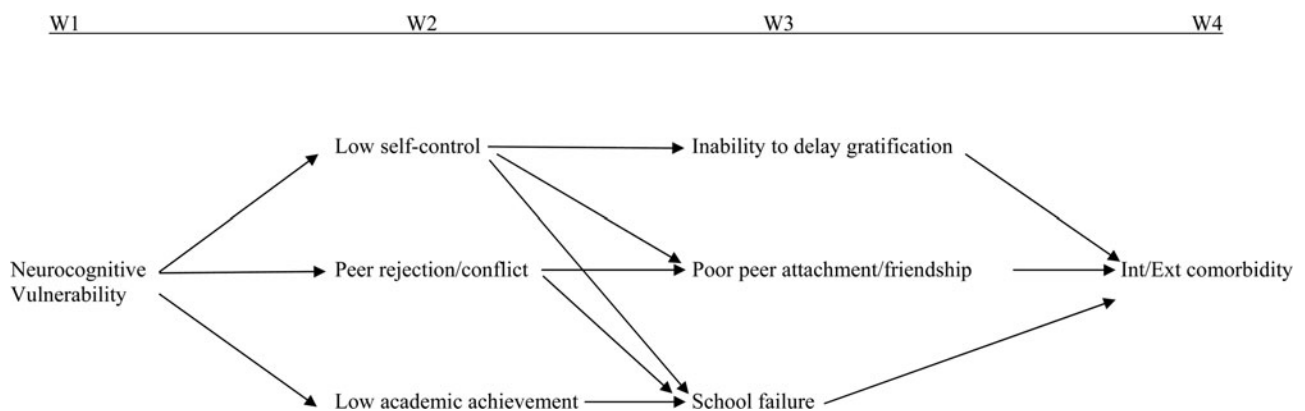 W1 W2 W3 W4
Low self-control Inability to delay gratification
Neurocognitive
Vulnerability
Peer rejection/conflict Poor peer attachment/friendship Int/Ext comorbidity
Low academic achievement School failure